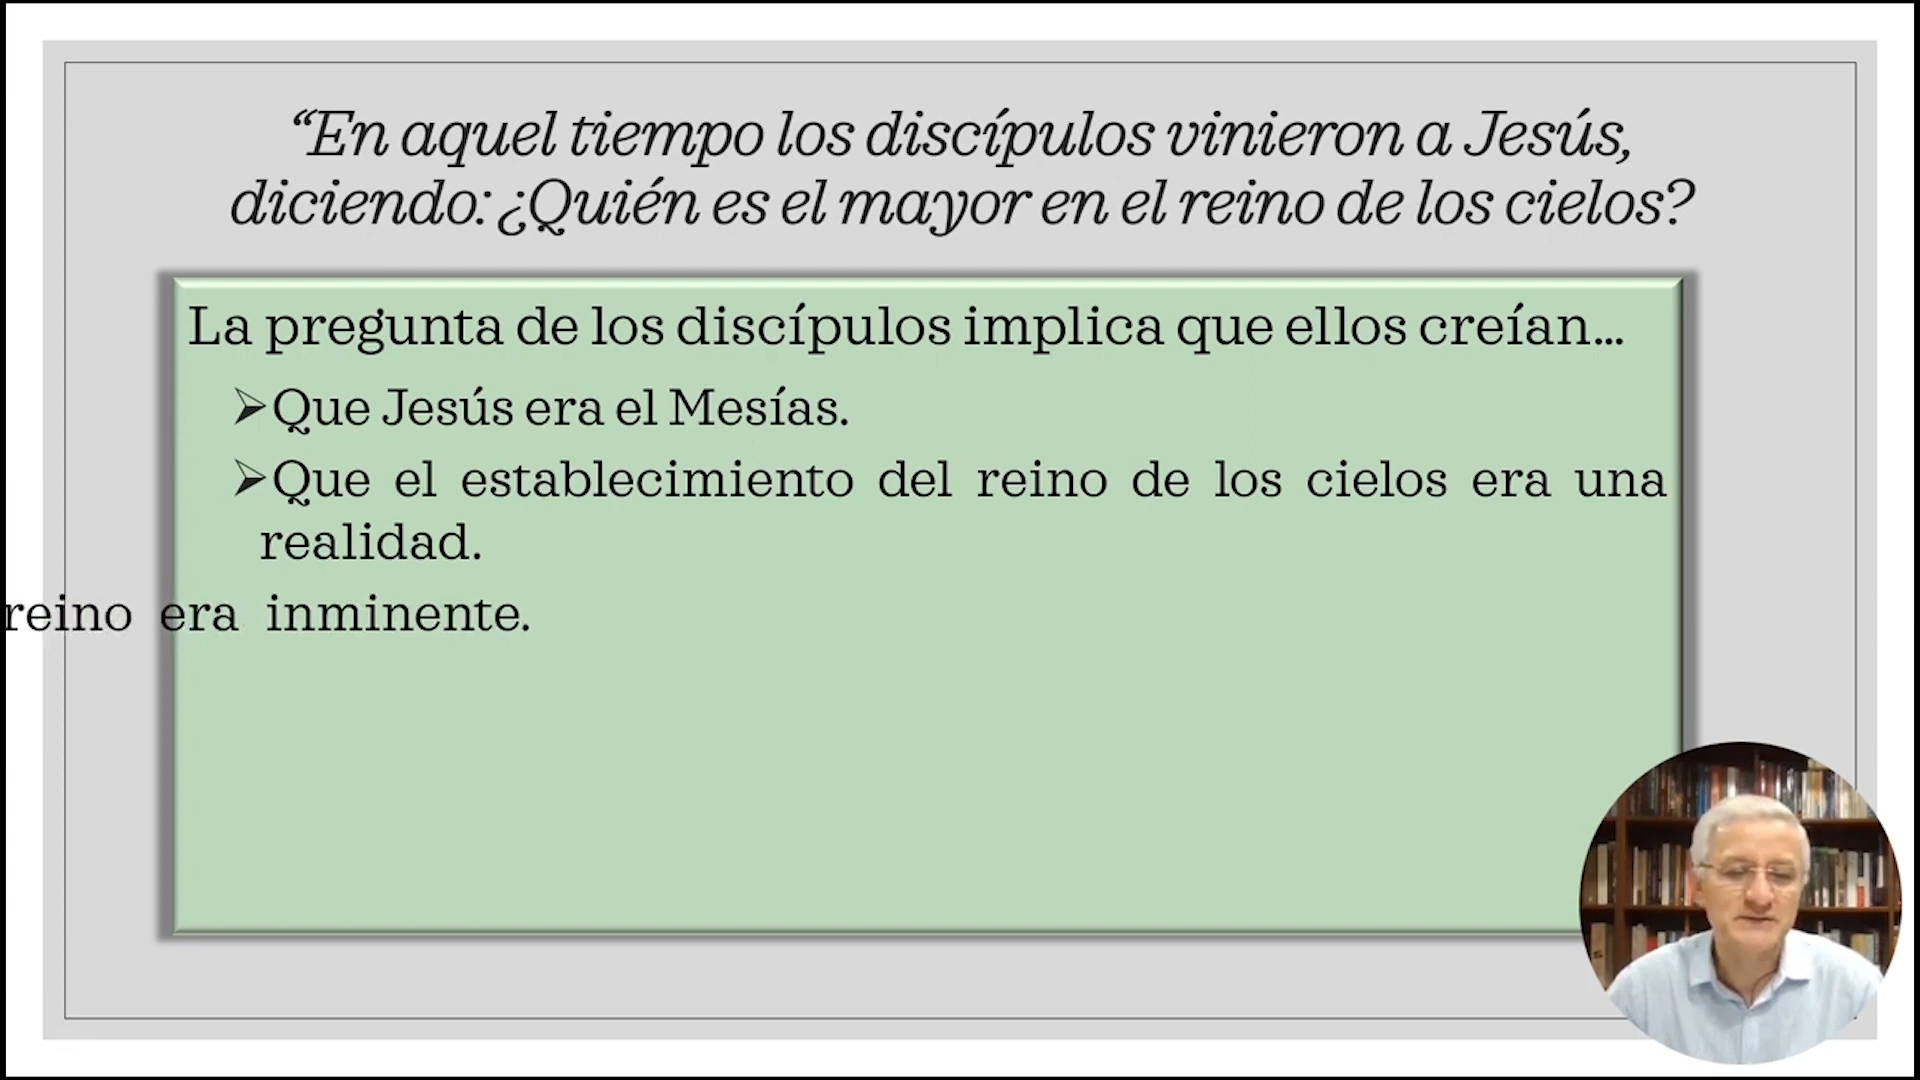 “En aquel tiempo los discípulos vinieron a Jesús,
diciendo: ¿Quién es el mayor en el reino de los cielos?
La pregunta de los discípulos implica que ellos creían...
➢Que Jesús era el Mesías.
➢Que el establecimiento del reino de los cielos era una
realidad.
reino era inminente.